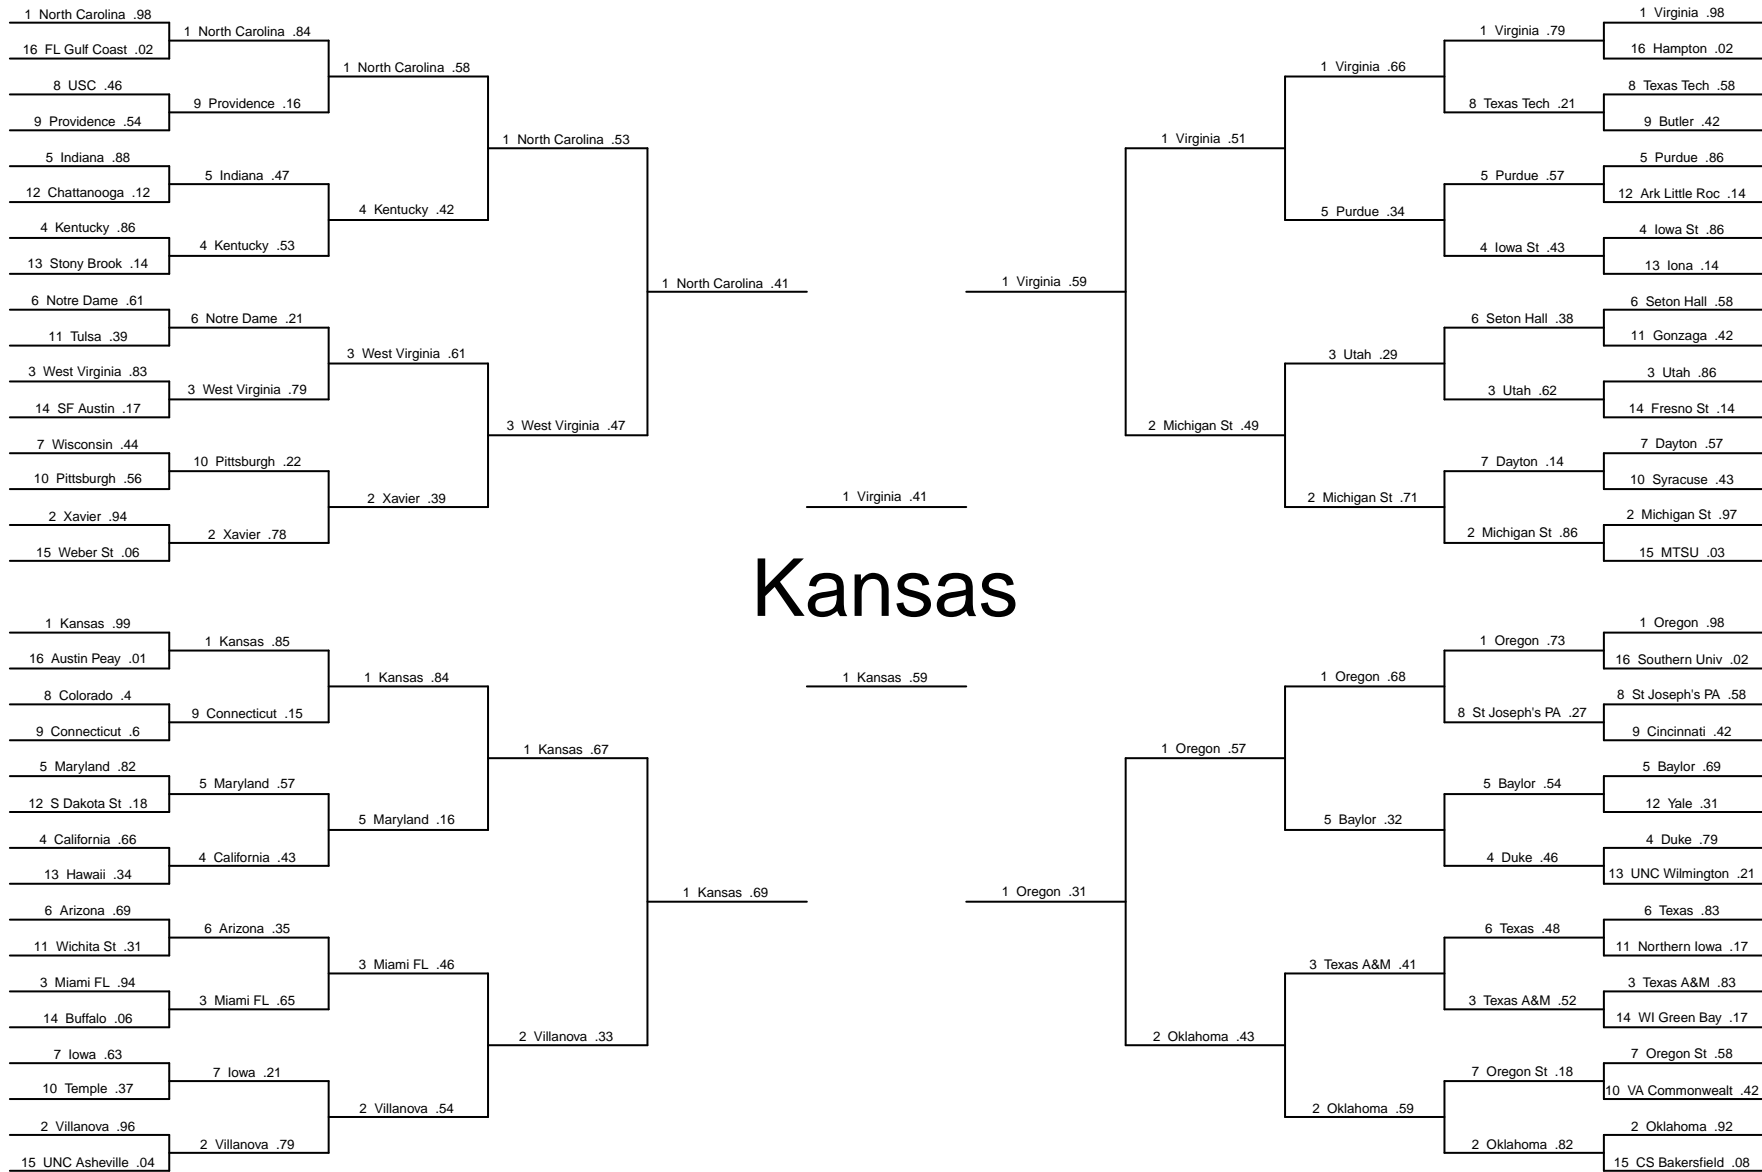 1 North Carolina .98
16 FL Gulf Coast .02
8 USC .46
9 Providence .54
5 Indiana .88
12 Chattanooga .12
4 Kentucky .86
13 Stony Brook .14
6 Notre Dame .61
11 Tulsa .39
3 West Virginia .83
14 SF Austin .17
7 Wisconsin .44
10 Pittsburgh .56
2 Xavier .94
15 Weber St .06
1 North Carolina .84
9 Providence .16
5 Indiana .47
4 Kentucky .53
6 Notre Dame .21
3 West Virginia .79
10 Pittsburgh .22
2 Xavier .78
1 North Carolina .58
4 Kentucky .42
3 West Virginia .61
2 Xavier .39
1 North Carolina .53
3 West Virginia .47
1 North Carolina .41
1 Kansas .99
16 Austin Peay .01
8 Colorado .4
9 Connecticut .6
5 Maryland .82
12 S Dakota St .18
4 California .66
13 Hawaii .34
6 Arizona .69
11 Wichita St .31
3 Miami FL .94
14 Buffalo .06
7 Iowa .63
10 Temple .37
2 Villanova .96
15 UNC Asheville .04
1 Kansas .85
9 Connecticut .15
5 Maryland .57
4 California .43
6 Arizona .35
3 Miami FL .65
7 Iowa .21
2 Villanova .79
1 Kansas .84
5 Maryland .16
3 Miami FL .46
2 Villanova .54
1 Kansas .67
2 Villanova .33
1 Kansas .69
1 Virginia .41
Kansas
1 Kansas .59
1 Virginia .59
1 Virginia .51
2 Michigan St .49
1 Virginia .66
5 Purdue .34
3 Utah .29
2 Michigan St .71
1 Virginia .79
8 Texas Tech .21
5 Purdue .57
4 Iowa St .43
6 Seton Hall .38
3 Utah .62
7 Dayton .14
2 Michigan St .86
1 Virginia .98
16 Hampton .02
8 Texas Tech .58
9 Butler .42
5 Purdue .86
12 Ark Little Roc .14
4 Iowa St .86
13 Iona .14
6 Seton Hall .58
11 Gonzaga .42
3 Utah .86
14 Fresno St .14
7 Dayton .57
10 Syracuse .43
2 Michigan St .97
15 MTSU .03
1 Oregon .31
1 Oregon .57
2 Oklahoma .43
1 Oregon .68
5 Baylor .32
3 Texas A&M .41
2 Oklahoma .59
1 Oregon .73
8 St Joseph's PA .27
5 Baylor .54
4 Duke .46
6 Texas .48
3 Texas A&M .52
7 Oregon St .18
2 Oklahoma .82
1 Oregon .98
16 Southern Univ .02
8 St Joseph's PA .58
9 Cincinnati .42
5 Baylor .69
12 Yale .31
4 Duke .79
13 UNC Wilmington .21
6 Texas .83
11 Northern Iowa .17
3 Texas A&M .83
14 WI Green Bay .17
7 Oregon St .58
10 VA Commonwealt .42
2 Oklahoma .92
15 CS Bakersfield .08